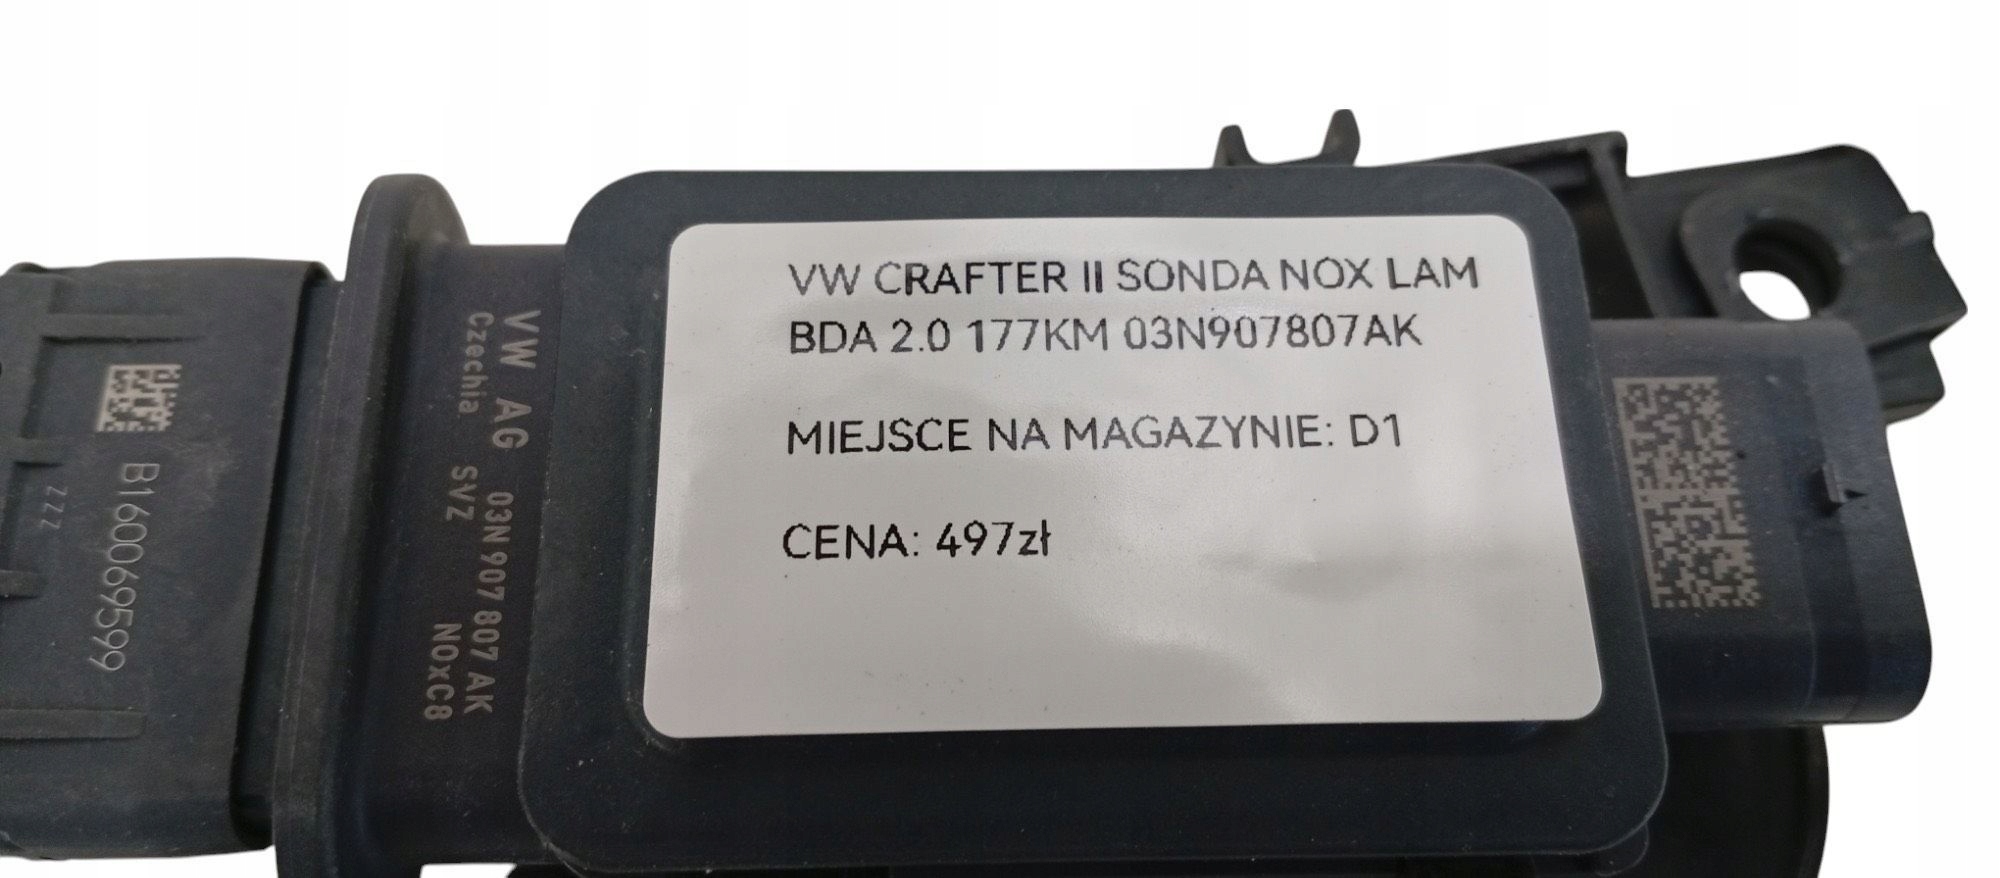 VW CRAFTER II SONDA NOX LAM
BDA 2.0 177KM 03N907807AK
MIEJSCE NA MAGAZYNIE: D1
CENA: 497zł
VW AG 03N 907 807 AK
Czechia SVZ NOxC8
B160069599
ZZZ